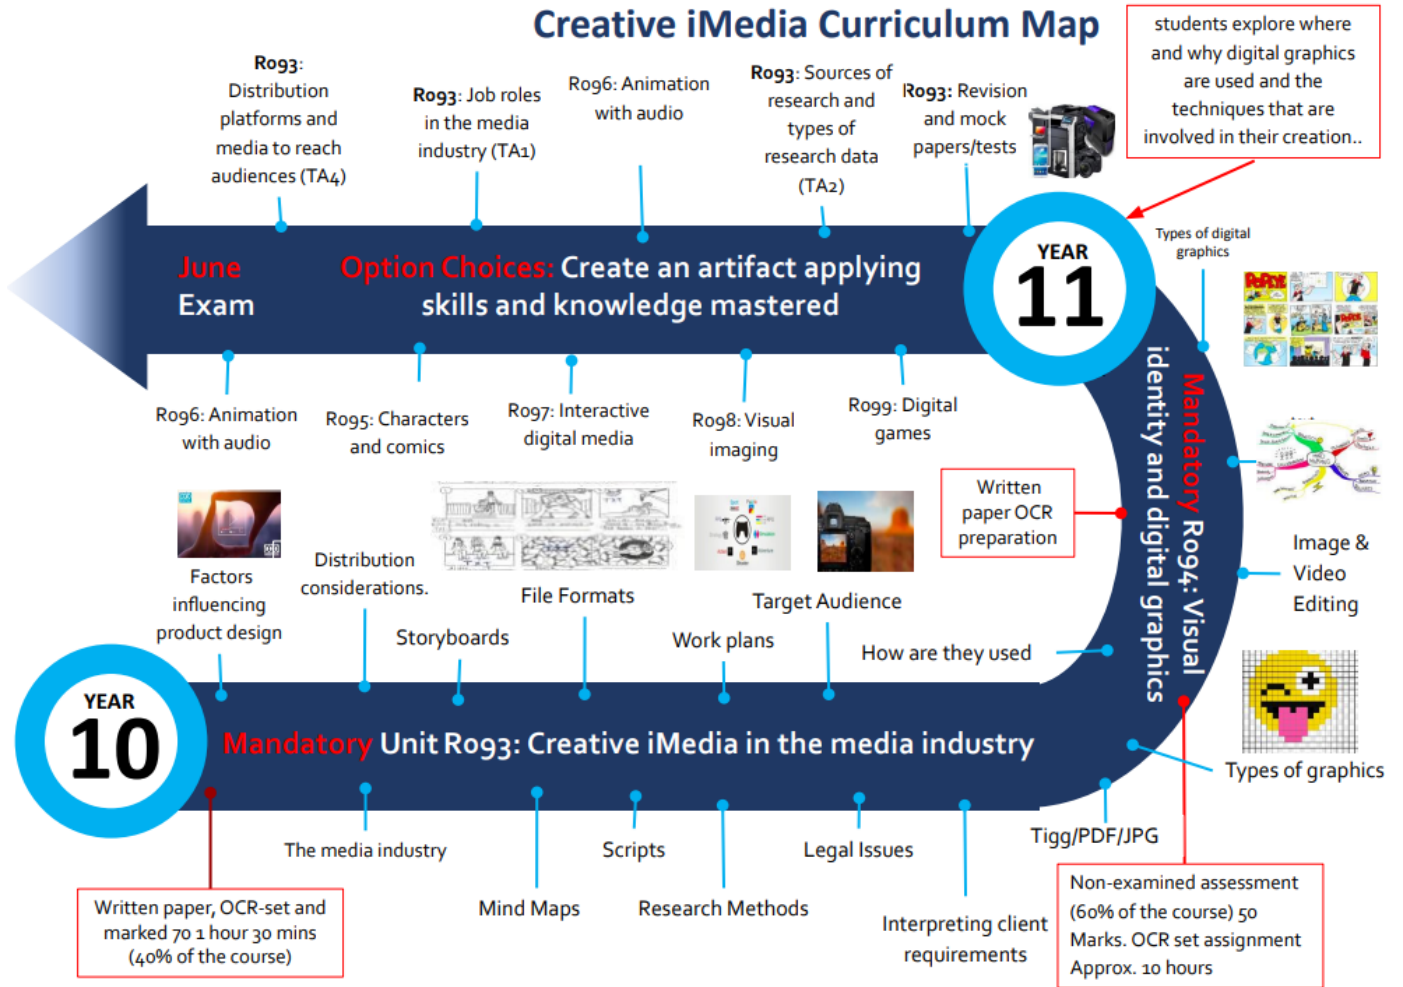 Creative iMedia Curriculum Map
students explore where
and why digital graphics
are used and the
techniques that are
involved in their creation..
R093:
Distribution
platforms and
media to reach
audiences (TA4)
R093: Job roles
in the media
industry (TA1)
R096: Animation
with audio
R093: Sources of
research and
types of
research data
(TA2)
R093: Revision
and mock
papers/tests
YEAR
11
Types of digital
graphics
June
Exam
Option Choices: Create an artifact applying
skills and knowledge mastered
R096: Animation
with audio
R095: Characters
and comics
R097: Interactive
digital media
R098: Visual
imaging
R099: Digital
games
Mandatory R094: Visual
identity and digital graphics
Written
paper OCR
preparation
Image &
Video
Editing
Factors
influencing
product design
Distribution
considerations.
Storyboards
File Formats
Work plans
Target Audience
How are they used
YEAR
10
Mandatory Unit R093: Creative iMedia in the media industry
Types of graphics
The media industry
Mind Maps
Scripts
Research Methods
Legal Issues
Interpreting client
requirements
Tigg/PDF/JPG
Written paper, OCR-set and
marked 70 1 hour 30 mins
(40% of the course)
Non-examined assessment
(60% of the course) 50
Marks. OCR set assignment
Approx. 10 hours